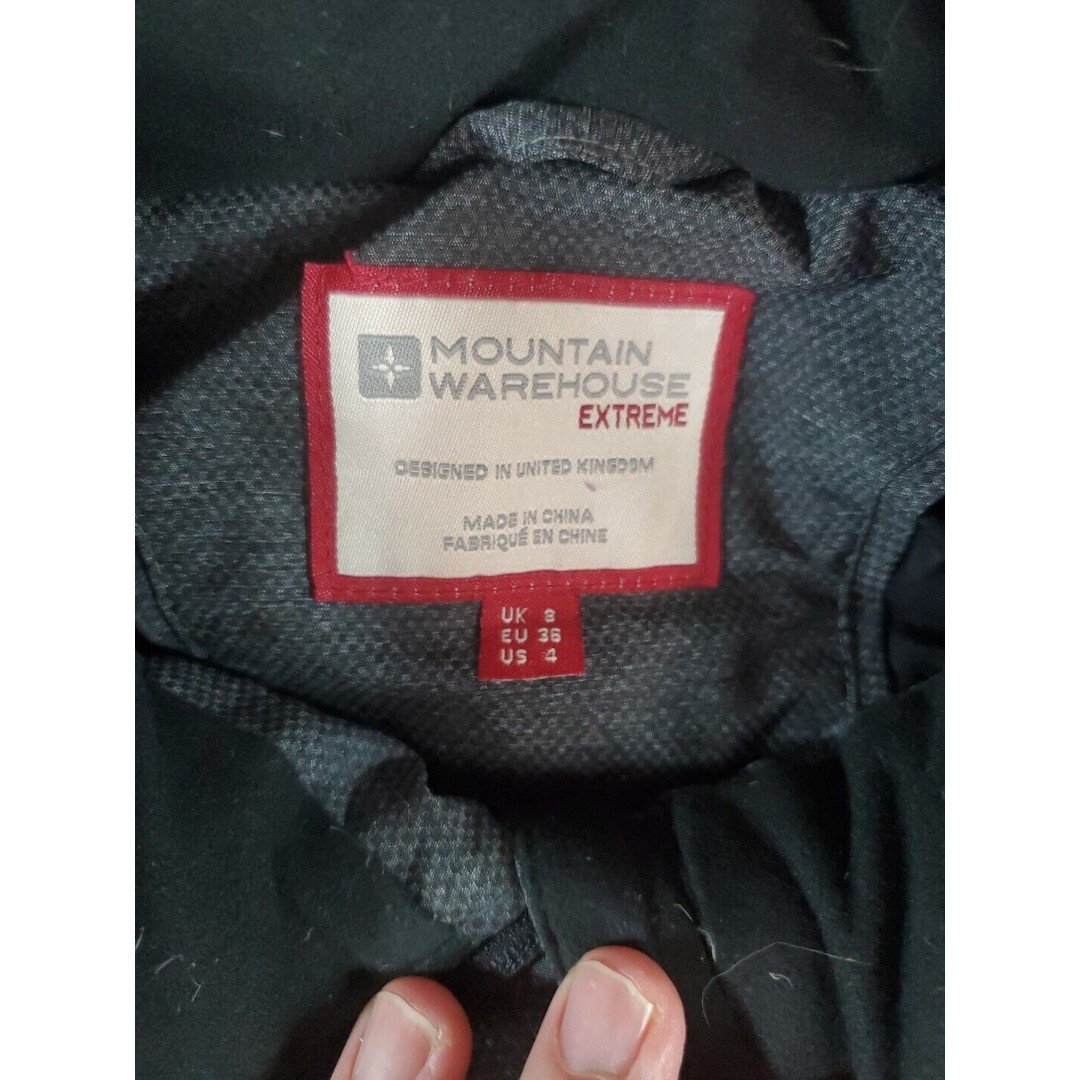 MOUNTAIN
WAREHOUSE
EXTREME
DESIGNED IN UNITED KINGDOM
MADE IN CHINA
FABRIQUÉ EN CHINE
UK 8
EU 36
US 4